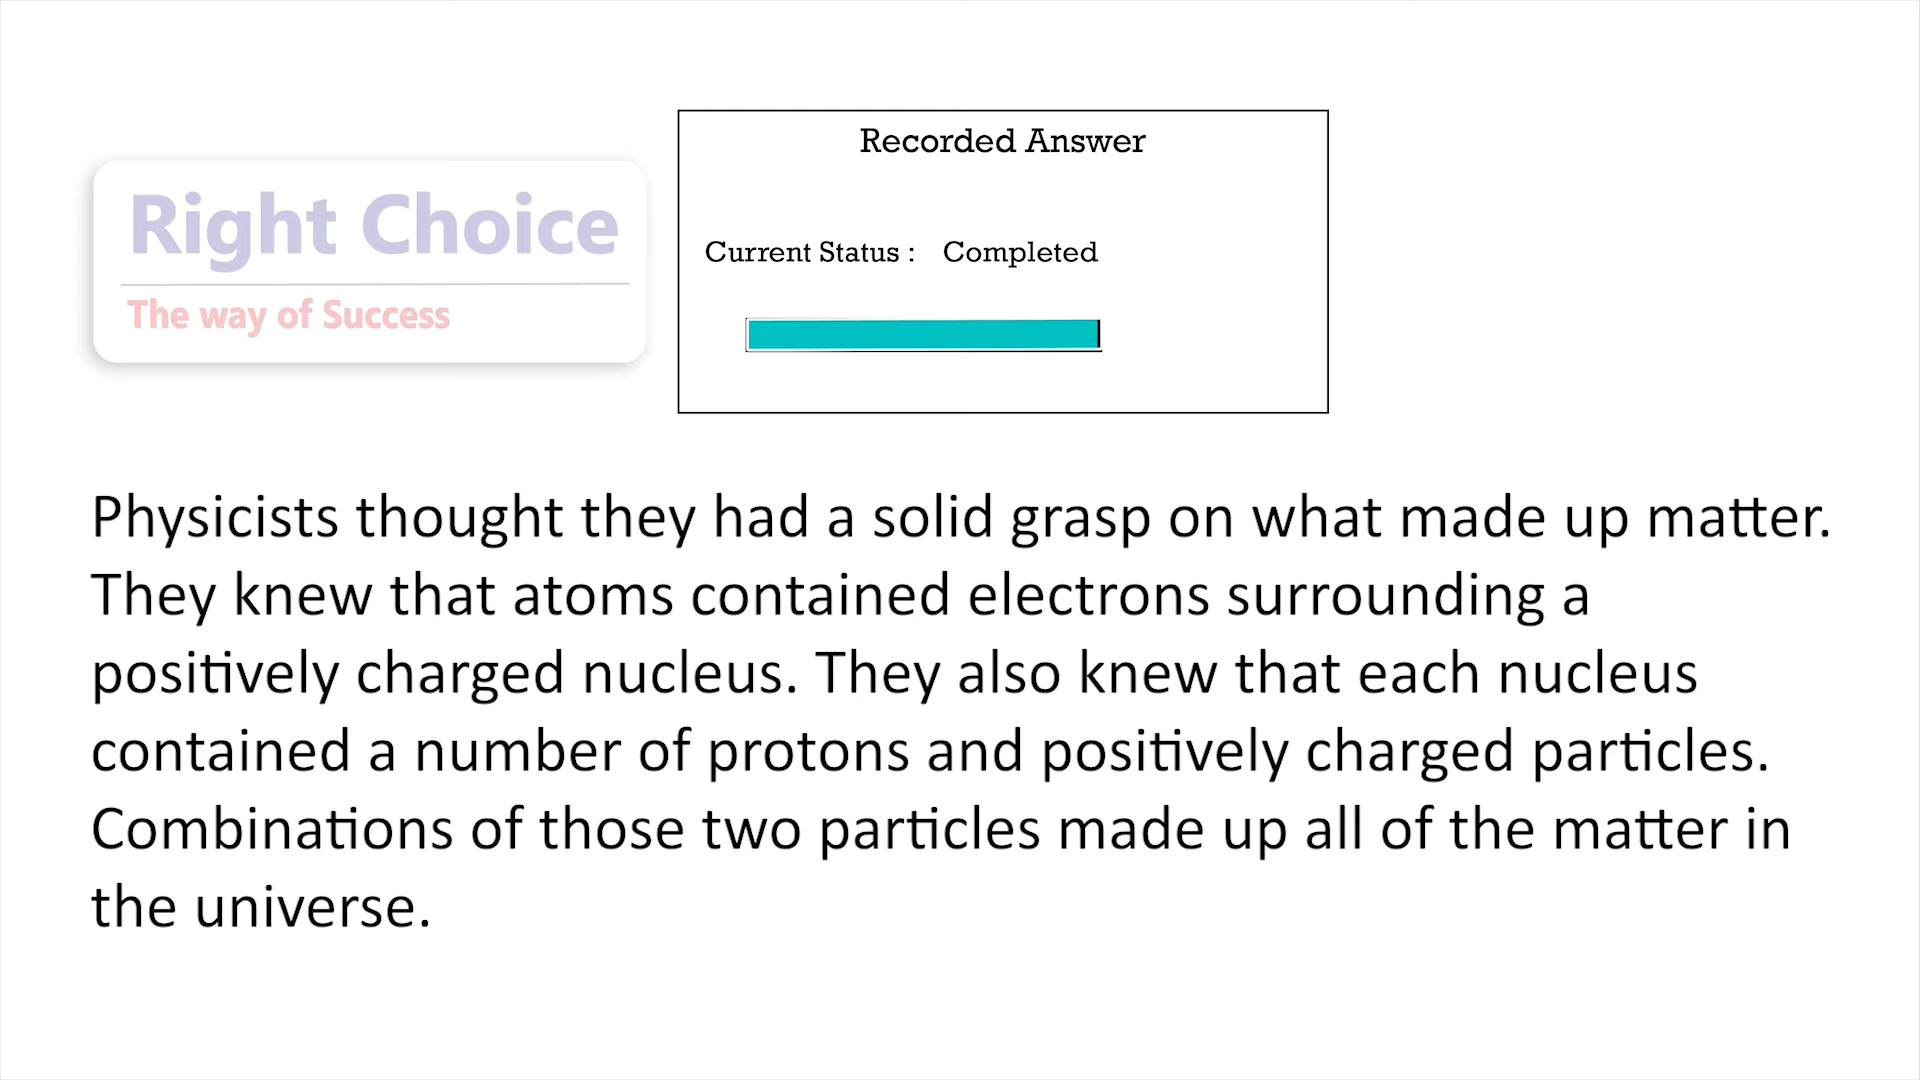 Right Choice
The way of Success
Recorded Answer
Current Status : Completed
Physicists thought they had a solid grasp on what made up matter.
They knew that atoms contained electrons surrounding a
positively charged nucleus. They also knew that each nucleus
contained a number of protons and positively charged particles.
Combinations of those two particles made up all of the matter in
the universe.